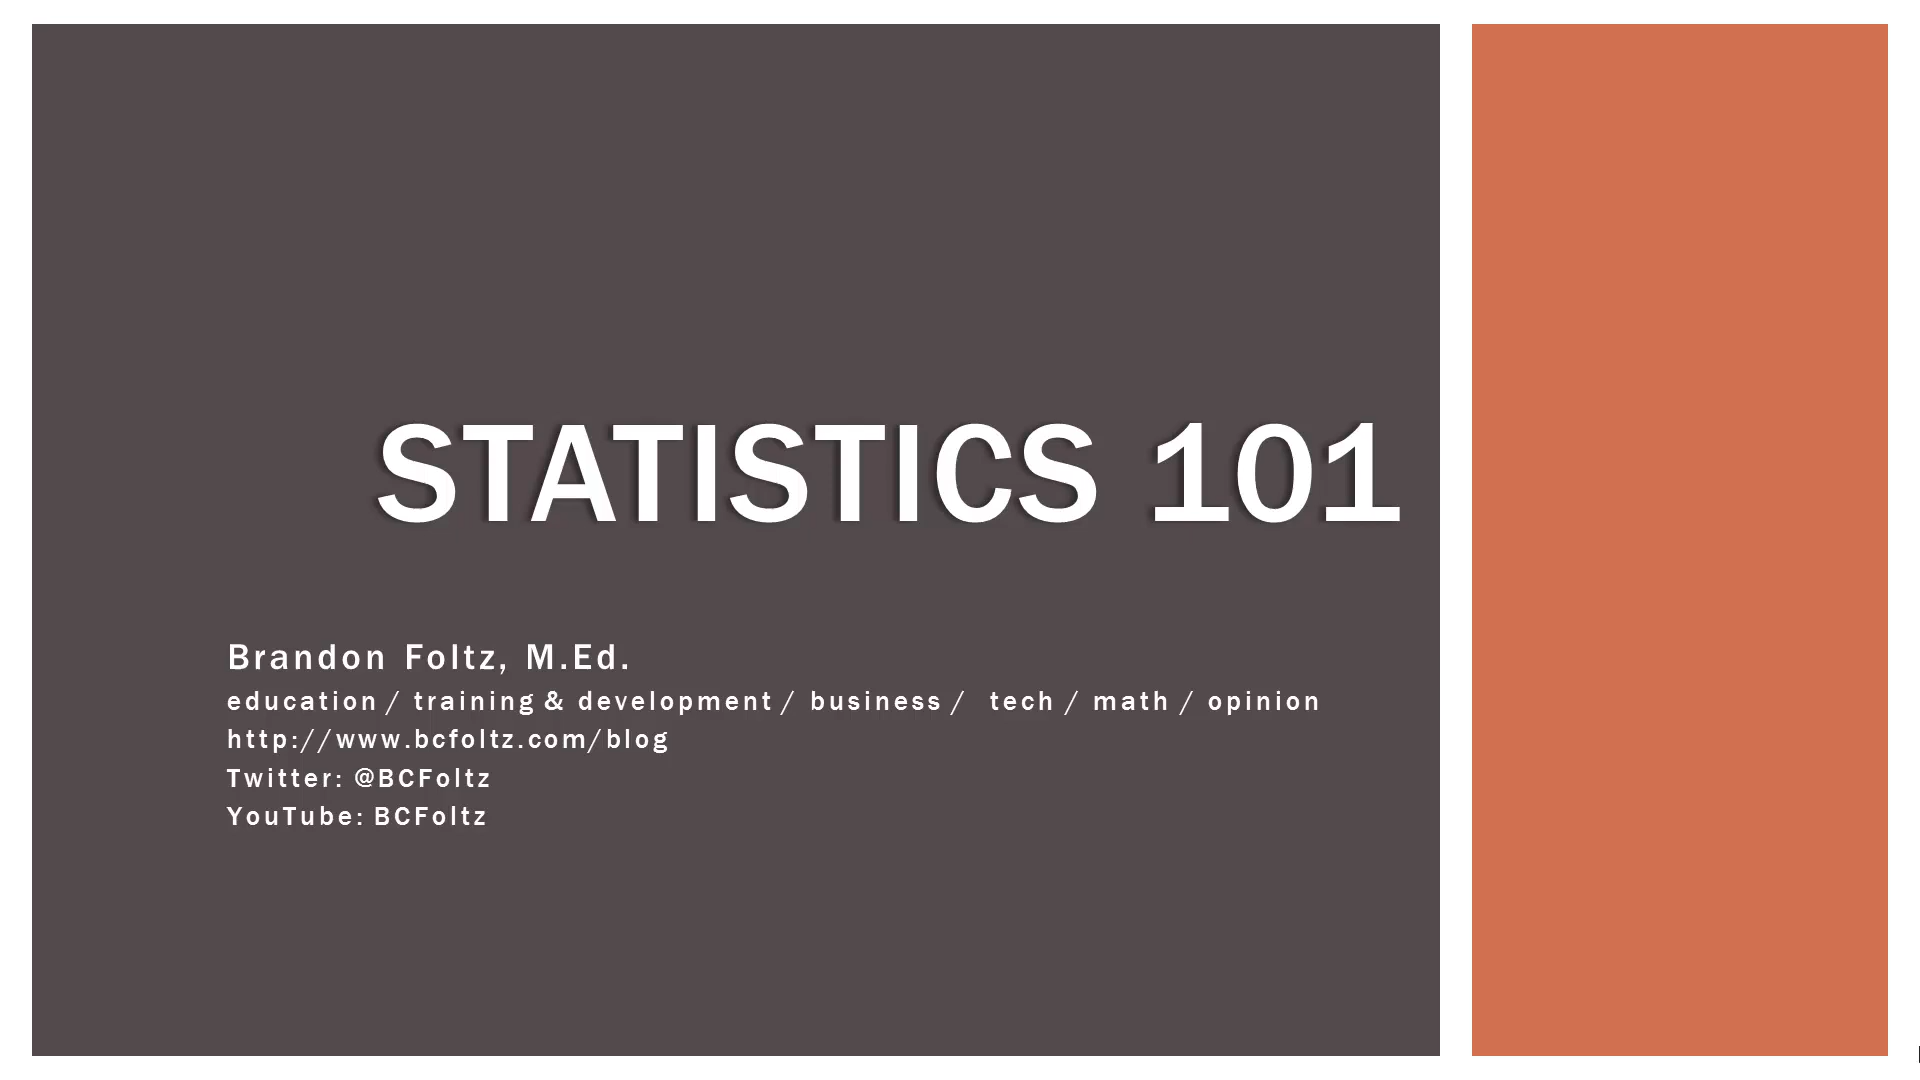 STATISTICS 101
Brandon Foltz, M.Ed.
education / training & development / business / tech / math / opinion
http://www.bcfoltz.com/blog
Twitter: @BCFoltz
YouTube: BCFoltz